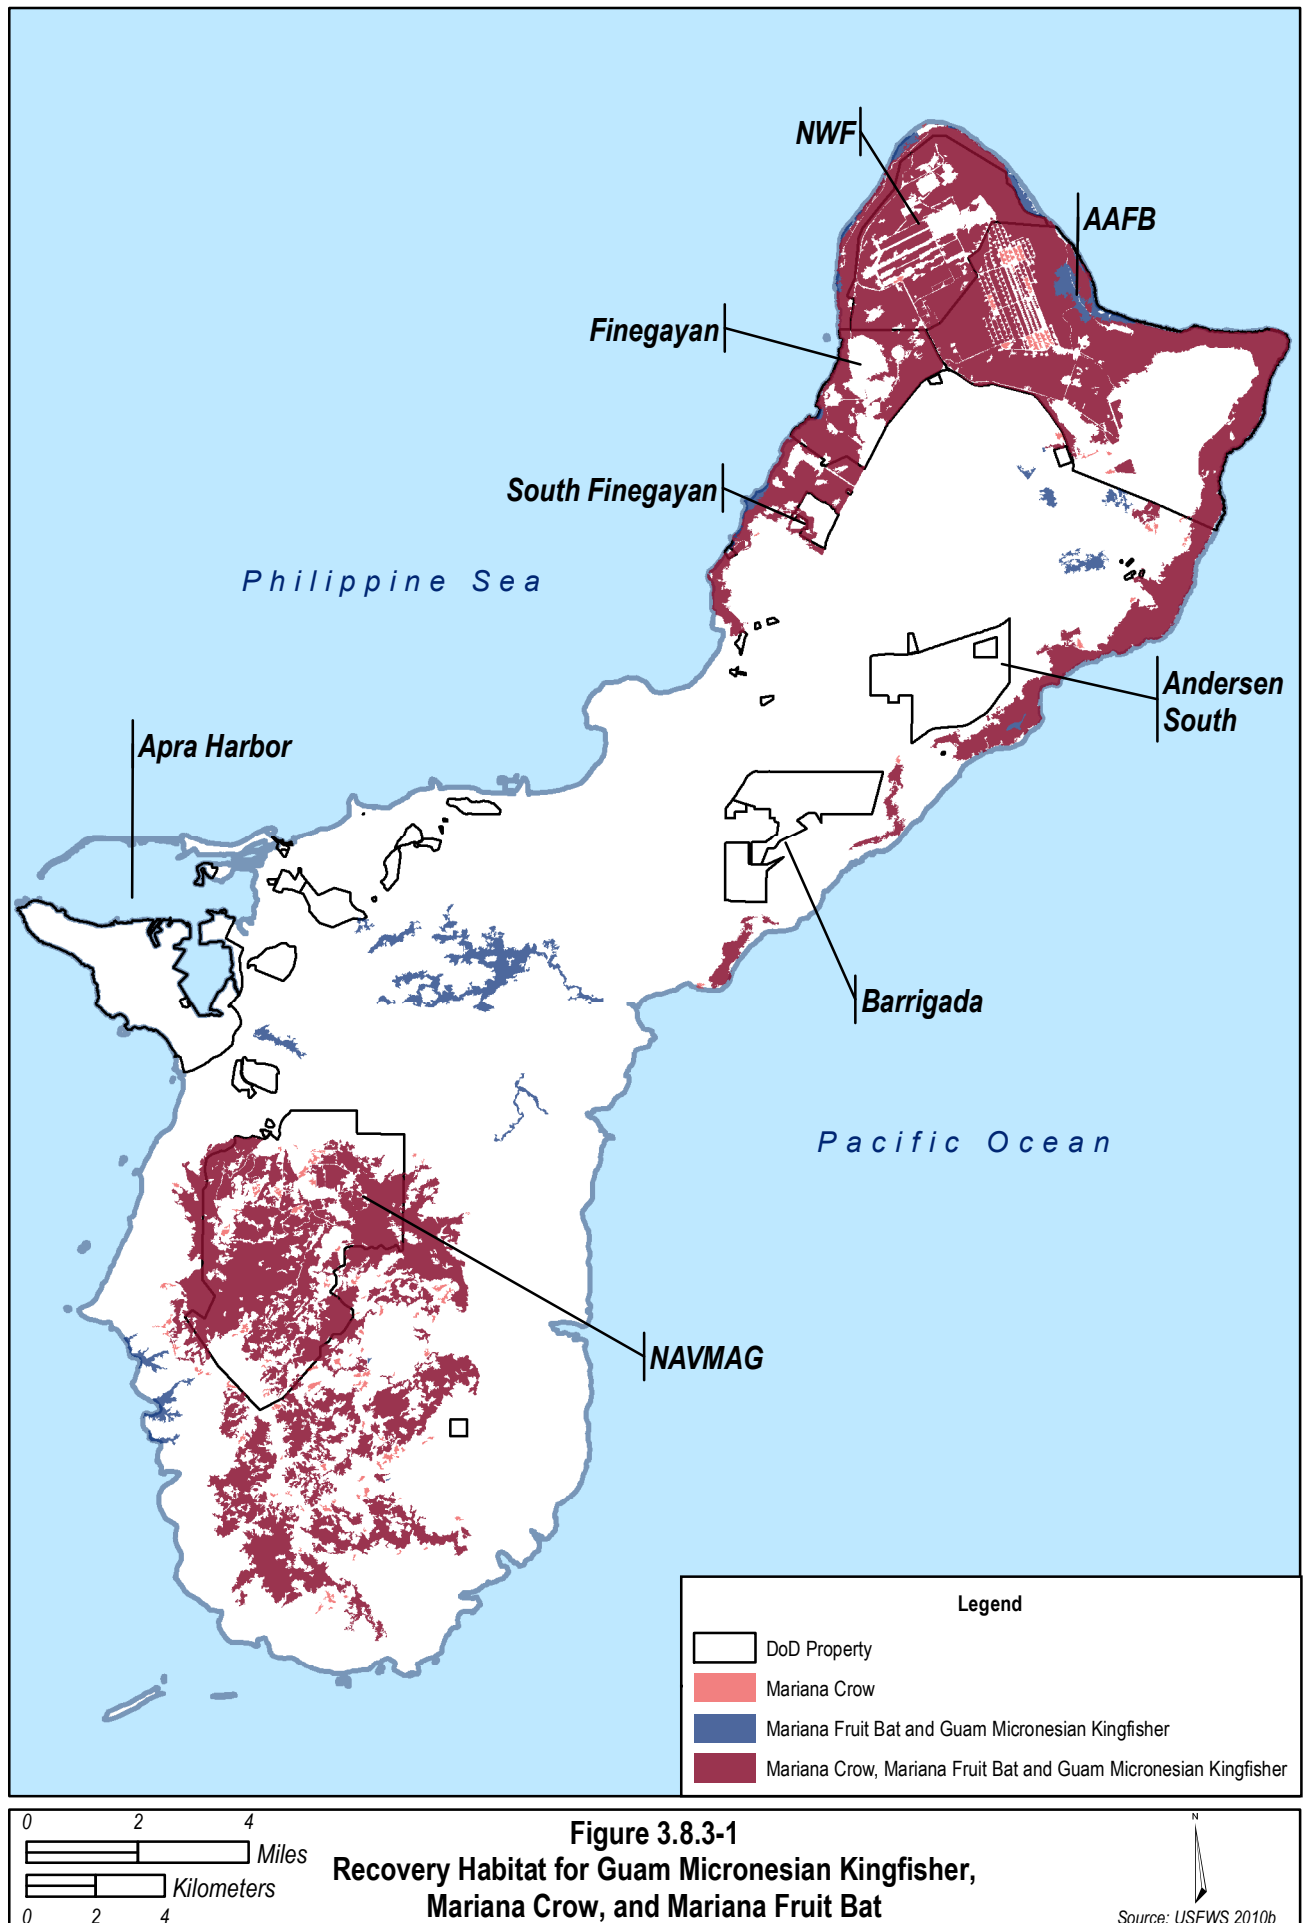 NWF
AAFB
Finegayan
South Finegayan
Philippine Sea
Andersen
South
Apra Harbor
Barrigada
Pacific Ocean
NAVMAG
Legend
DoD Property
Mariana Crow
Mariana Fruit Bat and Guam Micronesian Kingfisher
Mariana Crow, Mariana Fruit Bat and Guam Micronesian Kingfisher
0 2 4
Miles
Kilometers
0 2 4
Figure 3.8.3-1
Recovery Habitat for Guam Micronesian Kingfisher,
Mariana Crow, and Mariana Fruit Bat
N
Source: USFWS 2010b